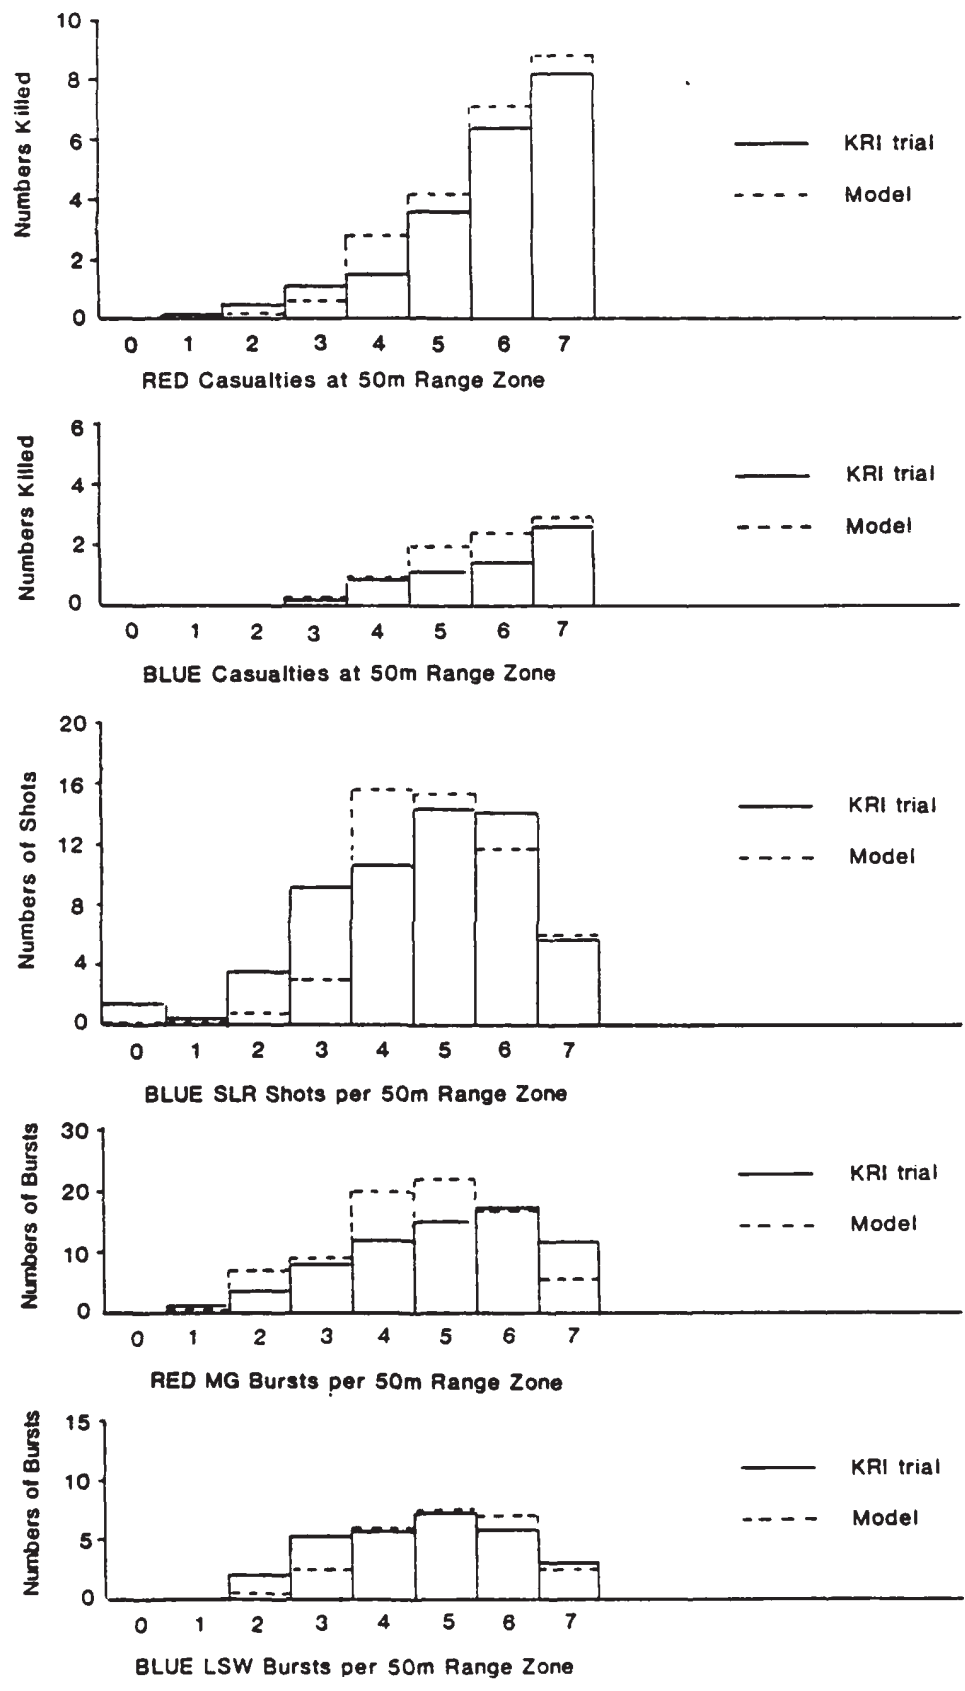 10
8
6
4
2
0
Numbers Killed
KRI trial
Model
0 1 2 3 4 5 6 7
RED Casualties at 50m Range Zone
6
4
2
0
Numbers Killed
KRI trial
Model
0 1 2 3 4 5 6 7
BLUE Casualties at 50m Range Zone
20
16
12
8
4
0
Numbers of Shots
KRI trial
Model
0 1 2 3 4 5 6 7
BLUE SLR Shots per 50m Range Zone
30
20
10
0
Numbers of Bursts
KRI trial
Model
0 1 2 3 4 5 6 7
RED MG Bursts per 50m Range Zone
15
10
5
0
Numbers of Bursts
KRI trial
Model
0 1 2 3 4 5 6 7
BLUE LSW Bursts per 50m Range Zone